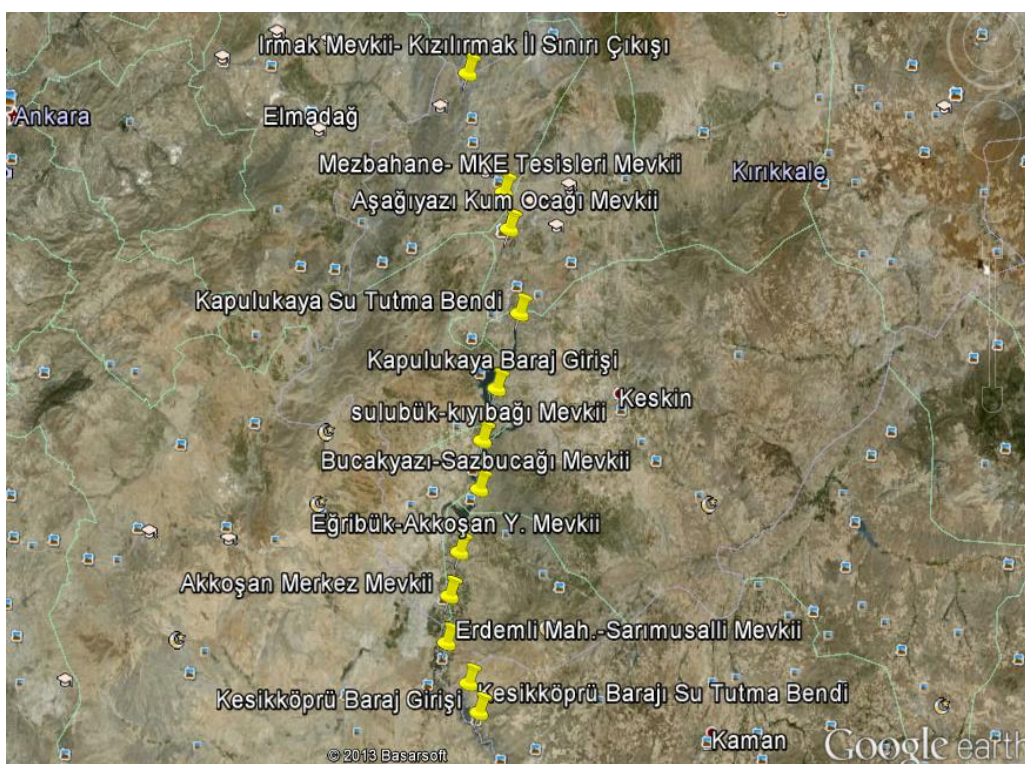 Irmak Mevkii- Kızılırmak İl Sınırı Çıkışı
Ankara
Elmadağ
Mezbahane- MKE Tesisleri Mevkii
Kırıkkale
Aşağıyazı Kum Ocağı Mevkii
Kapulukaya Su Tutma Bendi
Kapulukaya Baraj Girişi
Keskin
sulubük-kıyıbağı Mevkii
Bucakyazı-Sazbucağı Mevkii
Eğribük-Akkoşan Y. Mevkii
Akkoşan Merkez Mevkii
Erdemli Mah.-Sarımusalli Mevkii
Kesikköprü Baraj Girişi
Kesikköprü Barajı Su Tutma Bendi
Kaman
© 2013 Basarsoft
Google earth